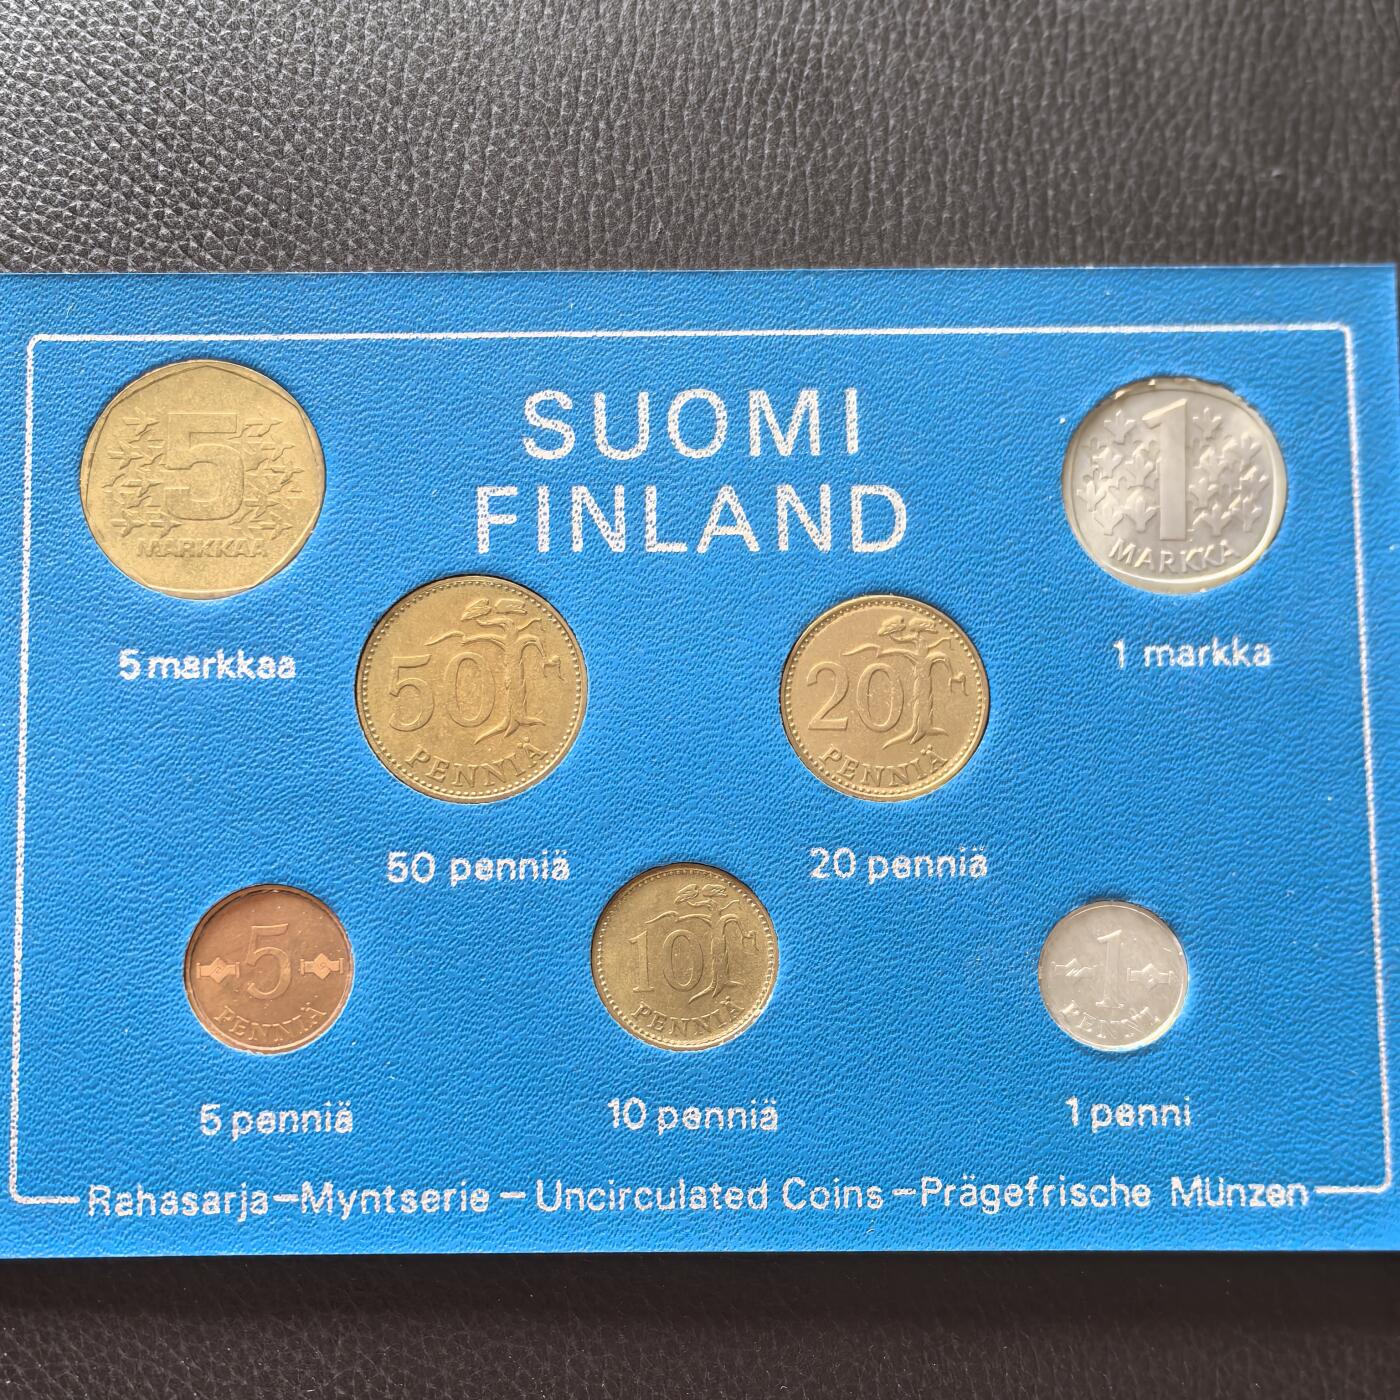 SUOMI
FINLAND
5
MARKKAA
1
MARKKA
5 markkaa
1 markka
50
PENNIÄ
20
PENNIÄ
50 penniä
20 penniä
5
PENNIÄ
10
PENNIÄ
1
PENNI
5 penniä
10 penniä
1 penni
Rahasarja-Myntserie - Uncirculated Coins - Prägefrische Münzen